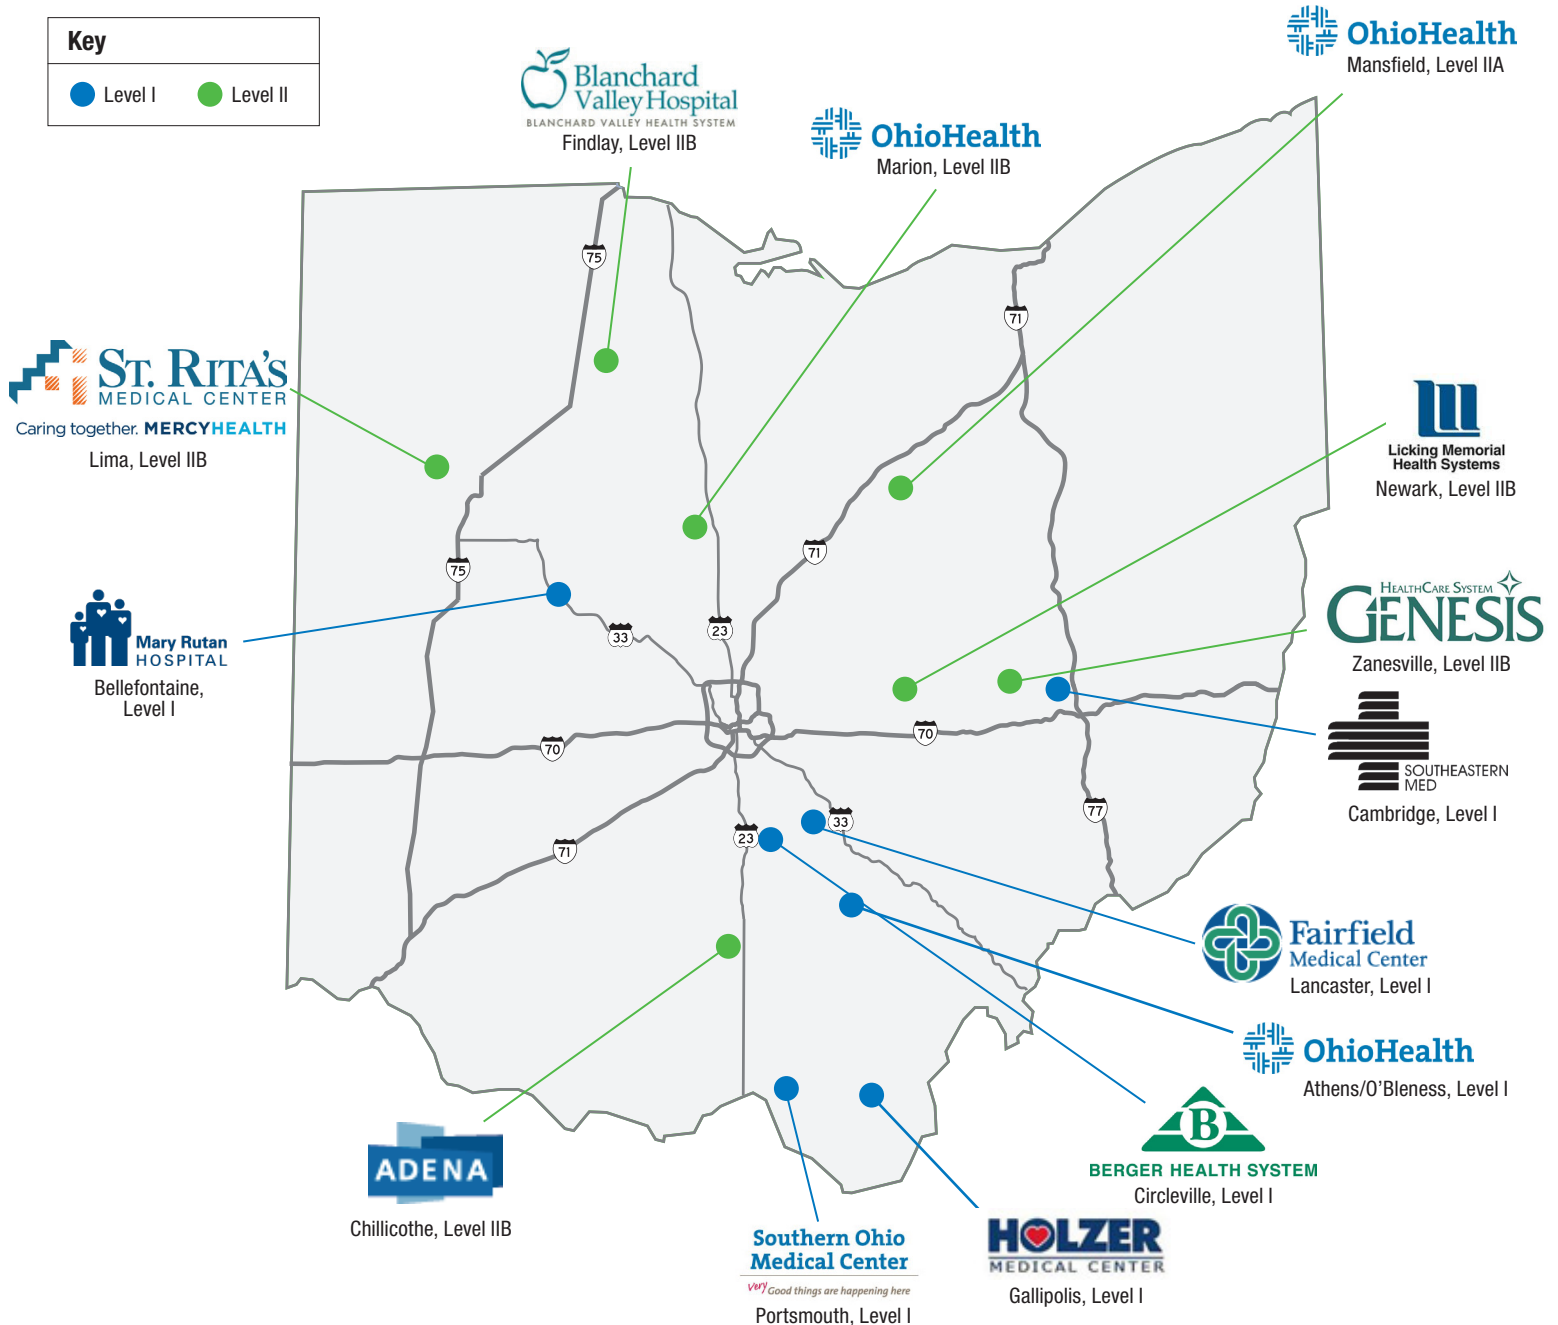 Key
Level I
Level II
Blanchard
Valley Hospital
BLANCHARD VALLEY HEALTH SYSTEM
Findlay, Level IIB
OhioHealth
Marion, Level IIB
OhioHealth
Mansfield, Level IIA
75
71
ST. RITA'S
MEDICAL CENTER
Caring together. MERCYHEALTH
Lima, Level IIB
Licking Memorial
Health Systems
Newark, Level IIB
71
75
Mary Rutan
HOSPITAL
Bellefontaine,
Level I
33
23
HEALTHCARE SYSTEM
GENESIS
Zanesville, Level IIB
70
70
SOUTHEASTERN
MED
Cambridge, Level I
77
33
23
71
Fairfield
Medical Center
Lancaster, Level I
OhioHealth
Athens/O'Bleness, Level I
B
BERGER HEALTH SYSTEM
Circleville, Level I
ADENA
Chillicothe, Level IIB
Southern Ohio
Medical Center
Very Good things are happening here
Portsmouth, Level I
HOLZER
MEDICAL CENTER
Gallipolis, Level I